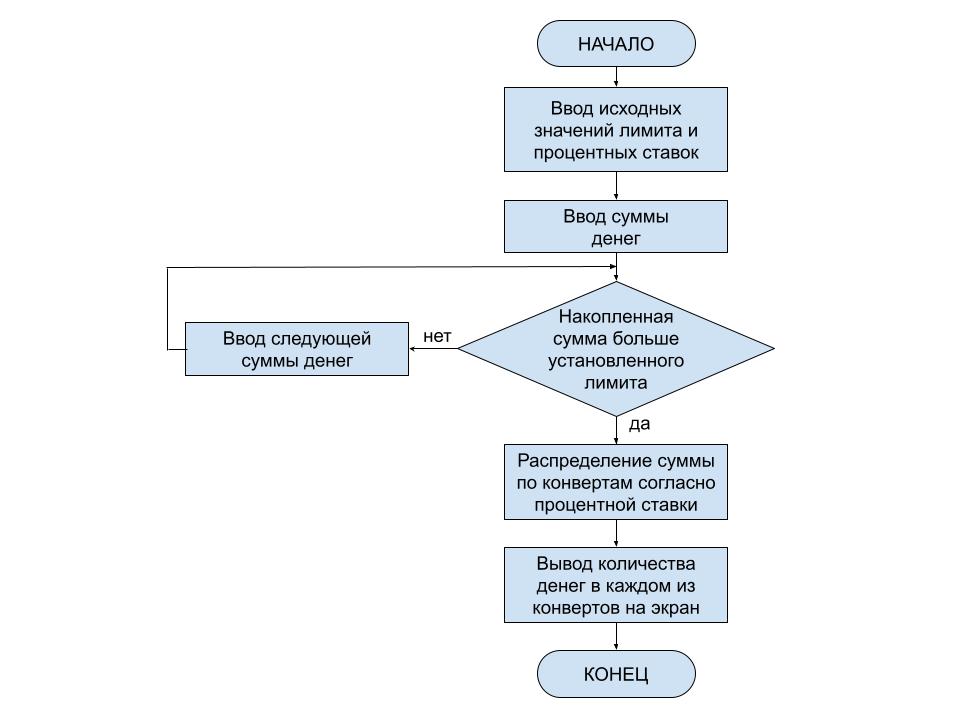 НАЧАЛО
Ввод исходных
значений лимита и
процентных ставок
Ввод суммы
денег
Накопленная
сумма больше
установленного
лимита
нет
Ввод следующей
суммы денег
да
Распределение суммы
по конвертам согласно
процентной ставки
Вывод количества
денег в каждом из
конвертов на экран
КОНЕЦ